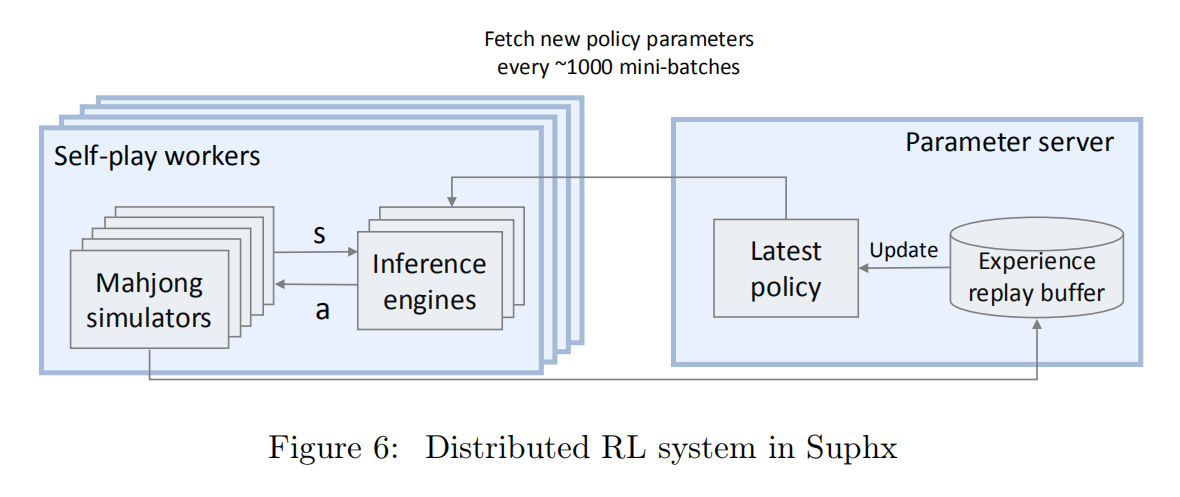 Fetch new policy parameters
every ~1000 mini-batches
Self-play workers
Mahjong
simulators
s
a
Inference
engines
Parameter server
Latest
policy
Update
Experience
replay buffer
Figure 6: Distributed RL system in Suphx